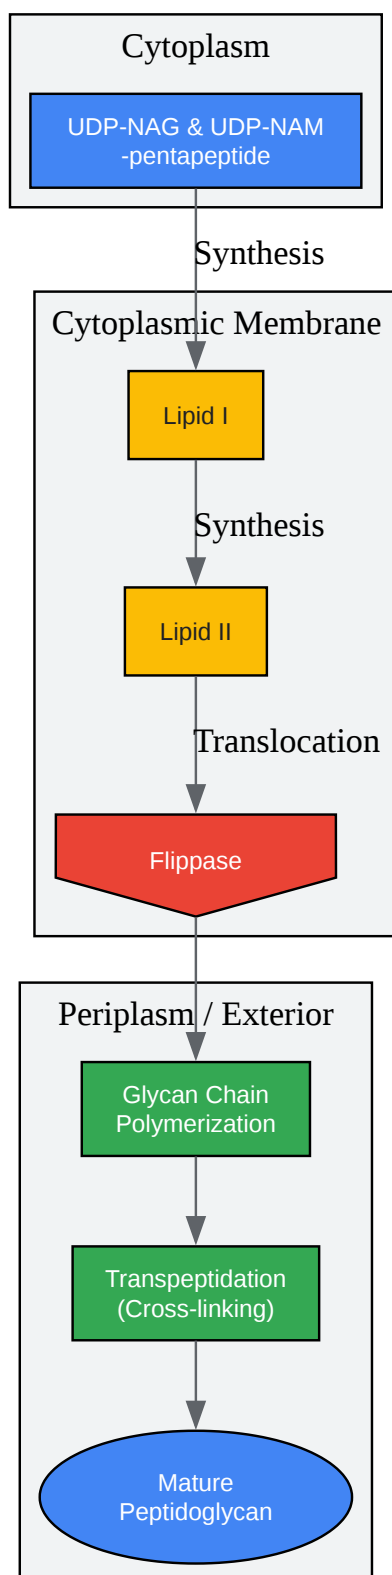 Cytoplasm
UDP-NAG & UDP-NAM
-pentapeptide
Synthesis
Cytoplasmic Membrane
Lipid I
Synthesis
Lipid II
Translocation
Flippase
Periplasm / Exterior
Glycan Chain
Polymerization
Transpeptidation
(Cross-linking)
Mature
Peptidoglycan